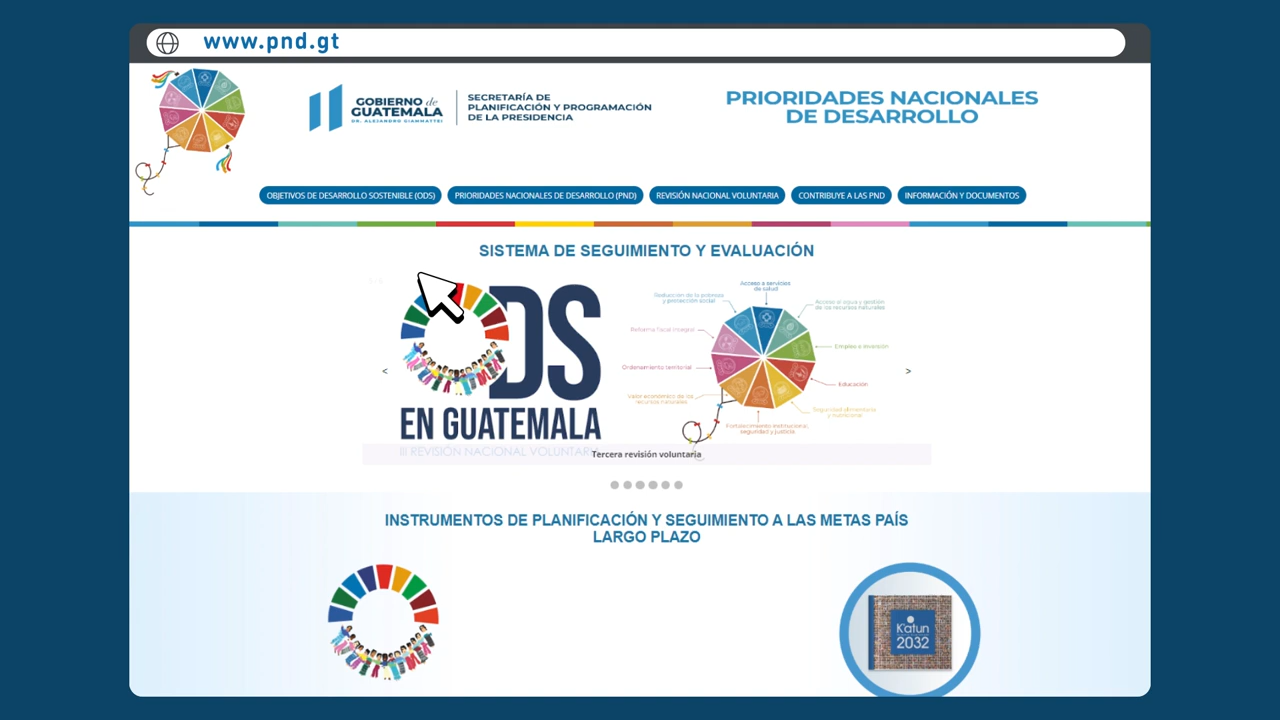 www.pnd.gt
GOBIERNO de
GUATEMALA
DR. ALEJANDRO GIAMMATTEI
SECRETARÍA DE
PLANIFICACIÓN Y PROGRAMACIÓN
DE LA PRESIDENCIA
PRIORIDADES NACIONALES
DE DESARROLLO
OBJETIVOS DE DESARROLLO SOSTENIBLE (ODS)
PRIORIDADES NACIONALES DE DESARROLLO (PND)
REVISIÓN NACIONAL VOLUNTARIA
CONTRIBUYE A LAS PND
INFORMACIÓN Y DOCUMENTOS
SISTEMA DE SEGUIMIENTO Y EVALUACIÓN
ODS
EN GUATEMALA
III REVISIÓN NACIONAL VOLUNTARIA
Acceso a servicios
de salud
Reducción de la pobreza
y protección social
Acceso al agua y gestión
de los recursos naturales
Reforma fiscal integral
Empleo e inversión
Ordenamiento territorial
Educación
Valor económico de los
recursos naturales
Seguridad alimentaria
y nutricional
Fortalecimiento institucional,
seguridad y justicia
<
>
Tercera revisión voluntaria
INSTRUMENTOS DE PLANIFICACIÓN Y SEGUIMIENTO A LAS METAS PAÍS
LARGO PLAZO
K'atun
2032